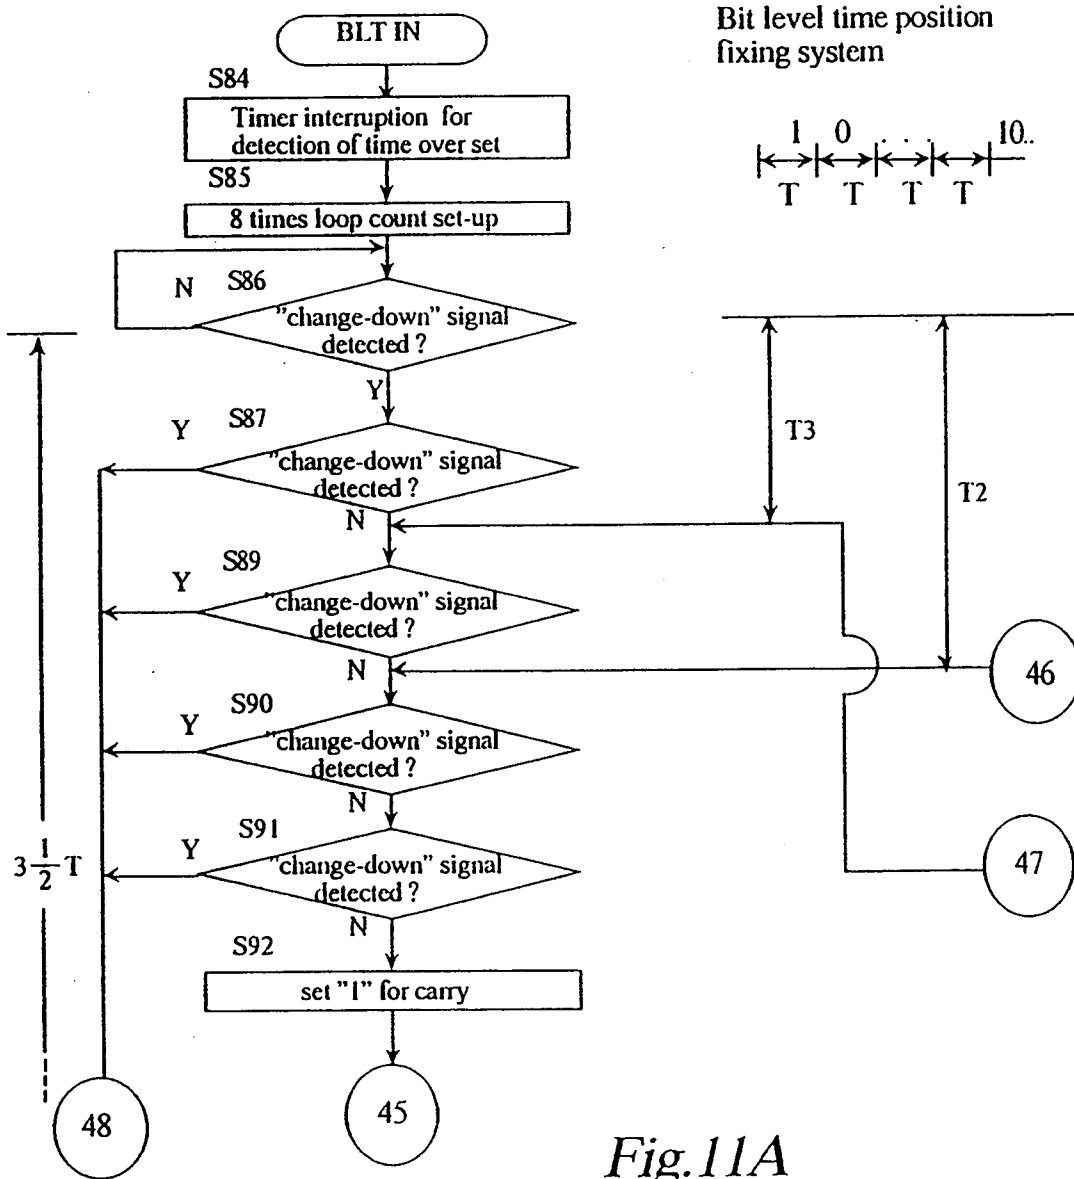 BLT IN
Bit level time position
fixing system
S84
Timer interruption for
detection of time over set
1 0 . . . 10..
T T T T
S85
8 times loop count set-up
N S86
"change-down" signal
detected ?
Y
Y S87
"change-down" signal
detected ?
N
T3
T2
Y S89
"change-down" signal
detected ?
N
46
Y S90
"change-down" signal
detected ?
N
Y S91
"change-down" signal
detected ?
N
3 1/2 T
47
S92
set "1" for carry
48
45
Fig.11A